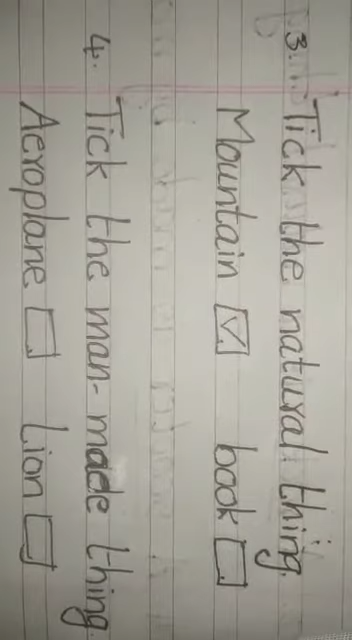 3. Tick the natural thing.
Mountain ☑ book ☐
4. Tick the man-made thing.
Aeroplane ☐ Lion ☐